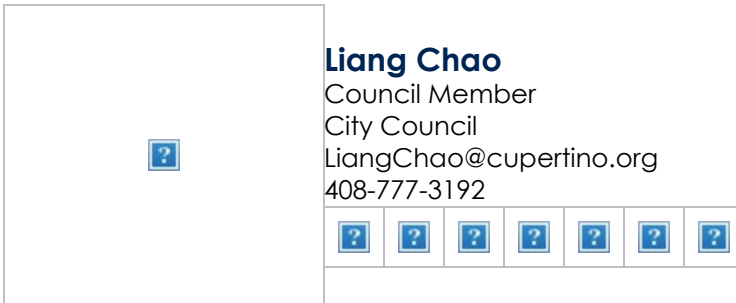 Liang Chao
Council Member
City Council
LiangChao@cupertino.org
408-777-3192